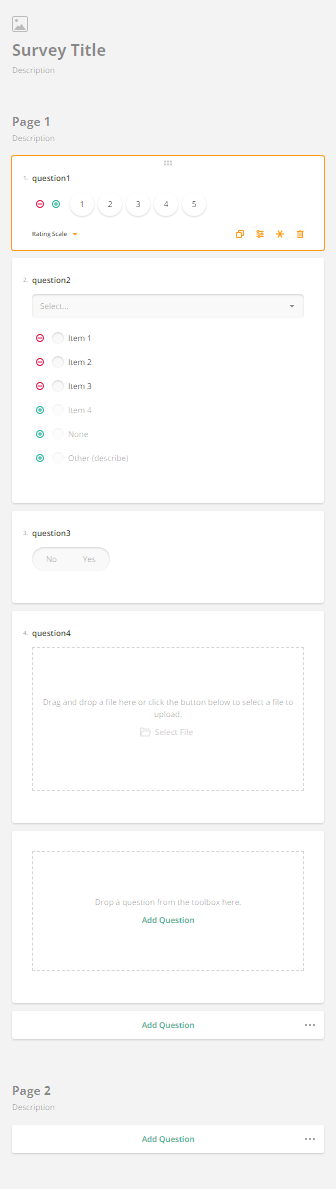 Survey Title
Description
Page 1
Description
1. question1
1 2 3 4 5
Rating Scale
2. question2
Select...
Item 1
Item 2
Item 3
Item 4
None
Other (describe)
3. question3
No Yes
4. question4
Drag and drop a file here or click the button below to select a file to
upload.
Select File
Drop a question from the toolbox here.
Add Question
Add Question
Page 2
Description
Add Question